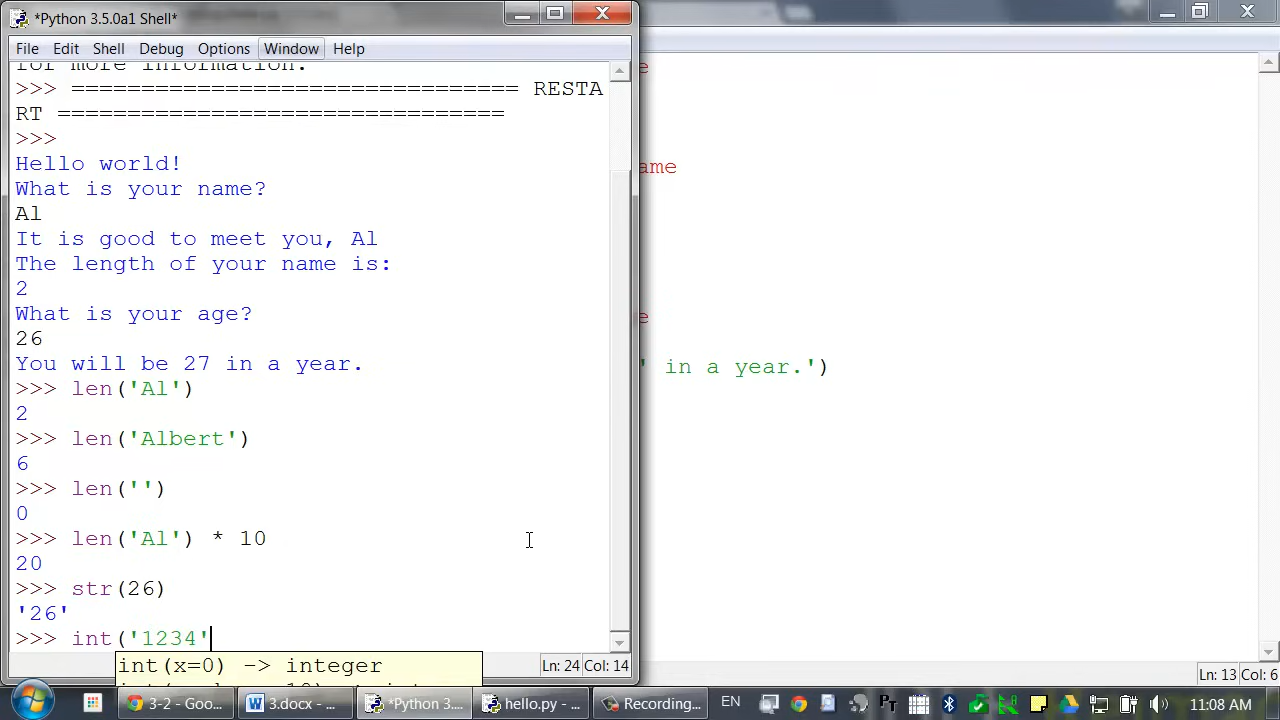 *Python 3.5.0a1 Shell*
File Edit Shell Debug Options Window Help
for more information.
>>> ================================ RESTA
RT ================================
>>>
Hello world!
What is your name?
Al
It is good to meet you, Al
The length of your name is:
2
What is your age?
26
You will be 27 in a year.
>>> len('Al')
2
>>> len('Albert')
6
>>> len('')
0
>>> len('Al') * 10
20
>>> str(26)
'26'
>>> int('1234'
int(x=0) -> integer
Ln: 24 Col: 14
e
ame
e
' in a year.')
Ln: 13 Col: 6
3-2 - Goo...
3.docx - ...
*Python 3....
hello.py - ...
Recording...
EN
11:08 AM